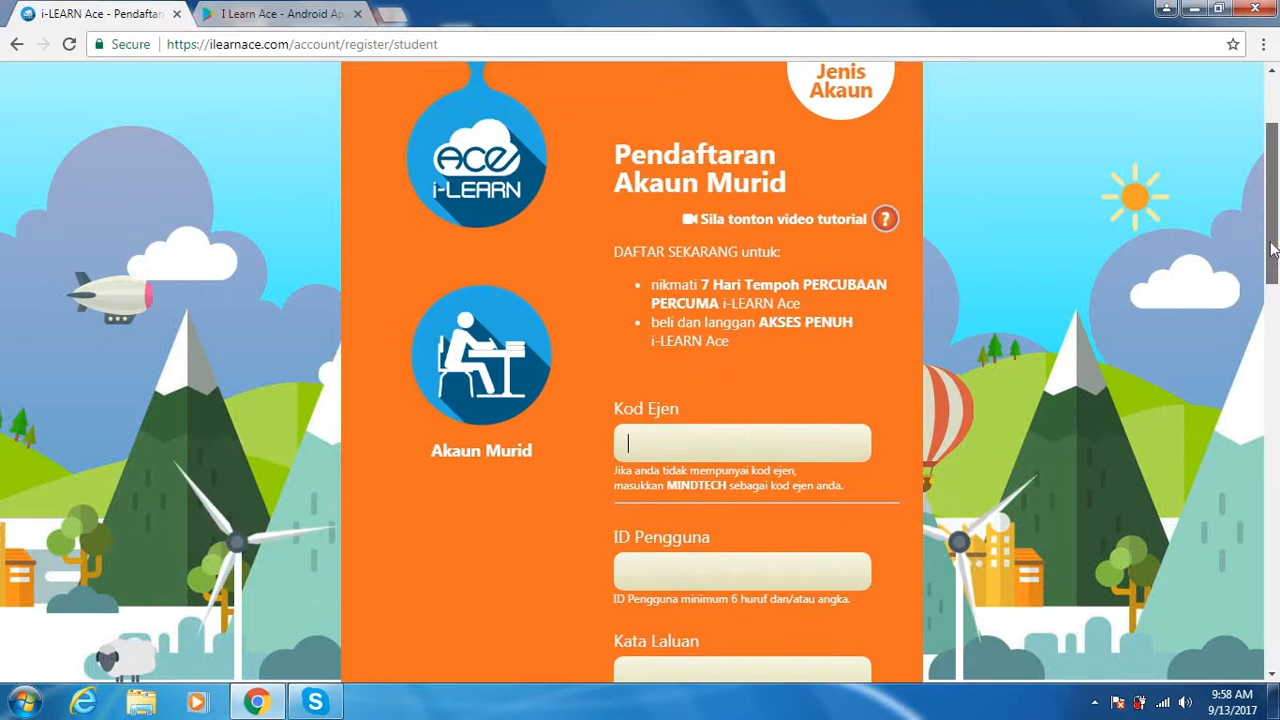 i-LEARN Ace - Pendaftar
I Learn Ace - Android Ap
Secure
https://ilearnace.com/account/register/student
Jenis
Akaun
ACE
i-LEARN
Pendaftaran
Akaun Murid
Sila tonton video tutorial ?
DAFTAR SEKARANG untuk:
• nikmati 7 Hari Tempoh PERCUBAAN
PERCUMA i-LEARN Ace
• beli dan langgan AKSES PENUH
i-LEARN Ace
Akaun Murid
Kod Ejen
Jika anda tidak mempunyai kod ejen,
masukkan MINDTECH sebagai kod ejen anda.
ID Pengguna
ID Pengguna minimum 6 huruf dan/atau angka.
Kata Laluan
9:58 AM
9/13/2017